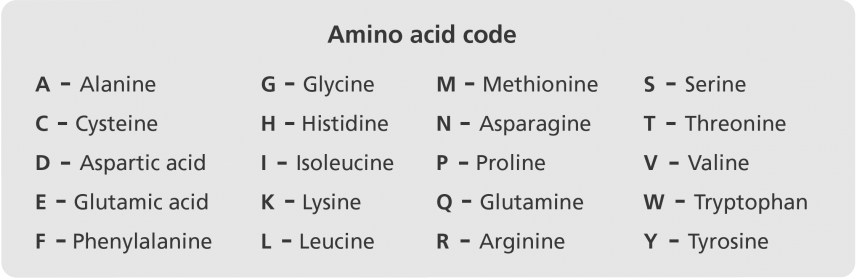 Amino acid code
A – Alanine
C – Cysteine
D – Aspartic acid
E – Glutamic acid
F – Phenylalanine
G – Glycine
H – Histidine
I – Isoleucine
K – Lysine
L – Leucine
M – Methionine
N – Asparagine
P – Proline
Q – Glutamine
R – Arginine
S – Serine
T – Threonine
V – Valine
W – Tryptophan
Y – Tyrosine